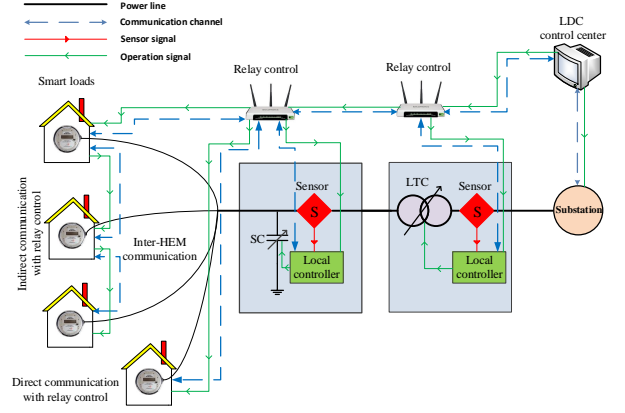 Power line
Communication channel
Sensor signal
Operation signal
LDC
control center
Smart loads
Relay control
Relay control
Indirect communication
with relay control
Inter-HEM
communication
Sensor
S
SC
Local
controller
LTC
Sensor
S
Local
controller
Substation
Direct communication
with relay control